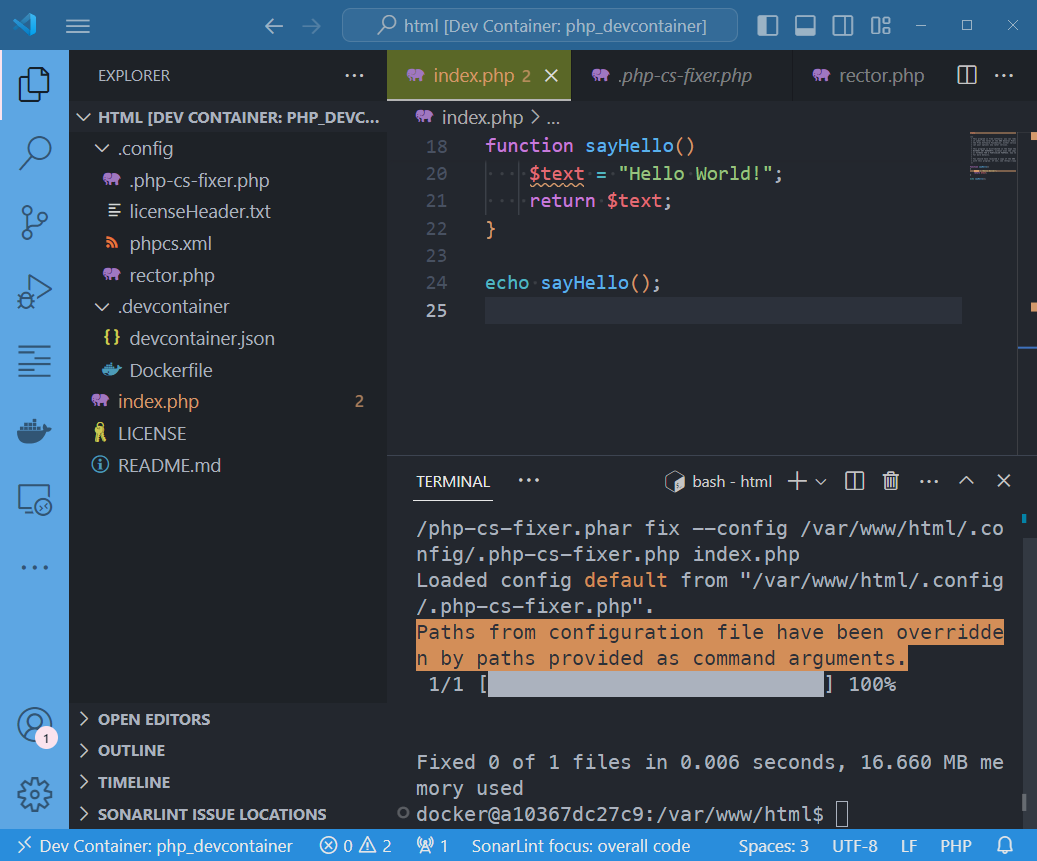 html [Dev Container: php_devcontainer]
EXPLORER
index.php 2
.php-cs-fixer.php
rector.php
HTML [DEV CONTAINER: PHP_DEVC...
.config
.php-cs-fixer.php
licenseHeader.txt
phpcs.xml
rector.php
.devcontainer
devcontainer.json
Dockerfile
index.php 2
LICENSE
README.md
OPEN EDITORS
OUTLINE
TIMELINE
SONARLINT ISSUE LOCATIONS
index.php > ...
18 function sayHello()
20 $text = "Hello World!";
21 return $text;
22 }
23
24 echo sayHello();
25
TERMINAL
bash - html
/php-cs-fixer.phar fix --config /var/www/html/.co
nfig/.php-cs-fixer.php index.php
Loaded config default from "/var/www/html/.config
/.php-cs-fixer.php".
Paths from configuration file have been overridde
n by paths provided as command arguments.
1/1 [ ] 100%
Fixed 0 of 1 files in 0.006 seconds, 16.660 MB me
mory used
docker@a10367dc27c9:/var/www/html$
1
Dev Container: php_devcontainer 0 2 1 SonarLint focus: overall code Spaces: 3 UTF-8 LF PHP